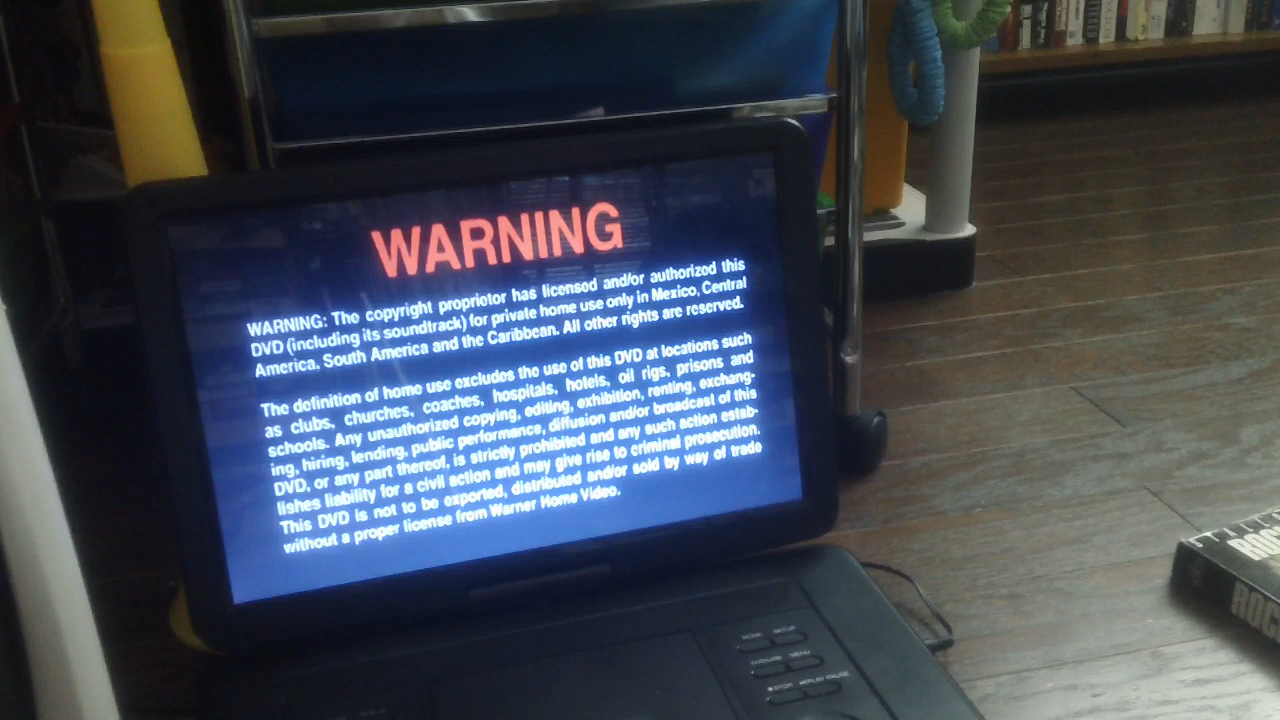 WARNING
WARNING: The copyright proprietor has licensed and/or authorized this
DVD (including its soundtrack) for private home use only in Mexico, Central
America, South America and the Caribbean. All other rights are reserved.
The definition of home use excludes the use of this DVD at locations such
as clubs, churches, coaches, hospitals, hotels, oil rigs, prisons and
schools. Any unauthorized copying, editing, exhibition, renting, exchang-
ing, hiring, lending, public performance, diffusion and/or broadcast of this
DVD, or any part thereof, is strictly prohibited and any such action estab-
lishes liability for a civil action and may give rise to criminal prosecution.
This DVD is not to be exported, distributed and/or sold by way of trade
without a proper license from Warner Home Video.
SETUP
MENU
STOP
ROC
ROC